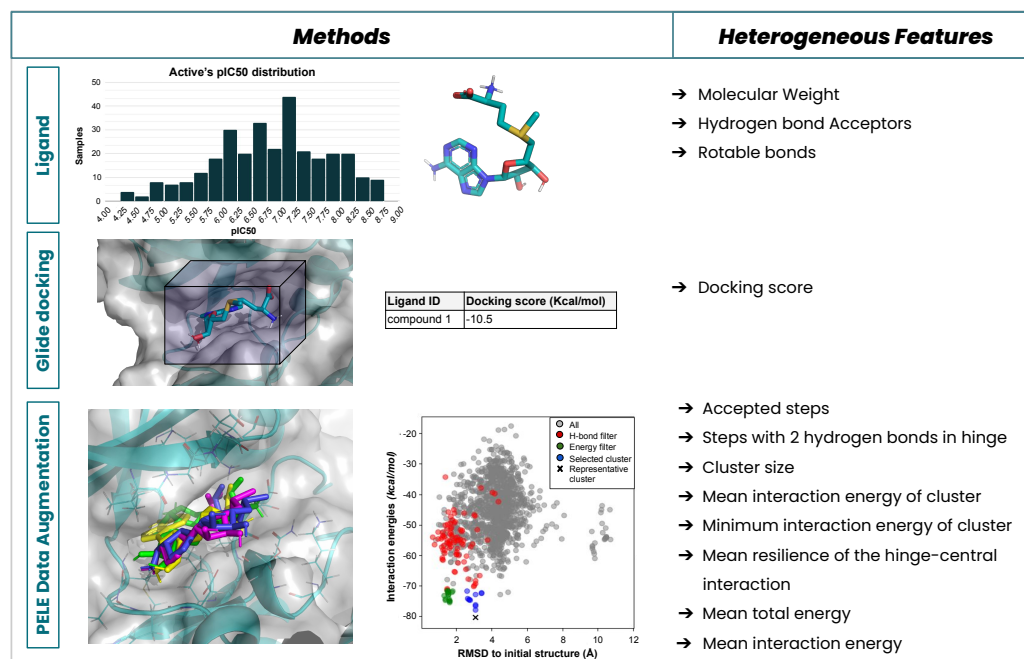 Methods
Heterogeneous Features
Ligand
Active's pIC50 distribution
Samples
50
40
30
20
10
0
4.00
4.25
4.50
4.75
5.00
5.25
5.50
5.75
6.00
6.25
6.50
6.75
7.00
7.25
7.50
7.75
8.00
8.25
8.50
8.75
9.00
pIC50
➔ Molecular Weight
➔ Hydrogen bond Acceptors
➔ Rotable bonds
Glide docking
Ligand ID Docking score (Kcal/mol)
compound 1 -10.5
➔ Docking score
PELE Data Augmentation
Interaction energies (kcal/mol)
-20
-30
-40
-50
-60
-70
-80
2 4 6 8 10 12
RMSD to initial structure (Å)
All
H-bond filter
Energy filter
Selected cluster
Representative
cluster
➔ Accepted steps
➔ Steps with 2 hydrogen bonds in hinge
➔ Cluster size
➔ Mean interaction energy of cluster
➔ Minimum interaction energy of cluster
➔ Mean resilience of the hinge-central
interaction
➔ Mean total energy
➔ Mean interaction energy